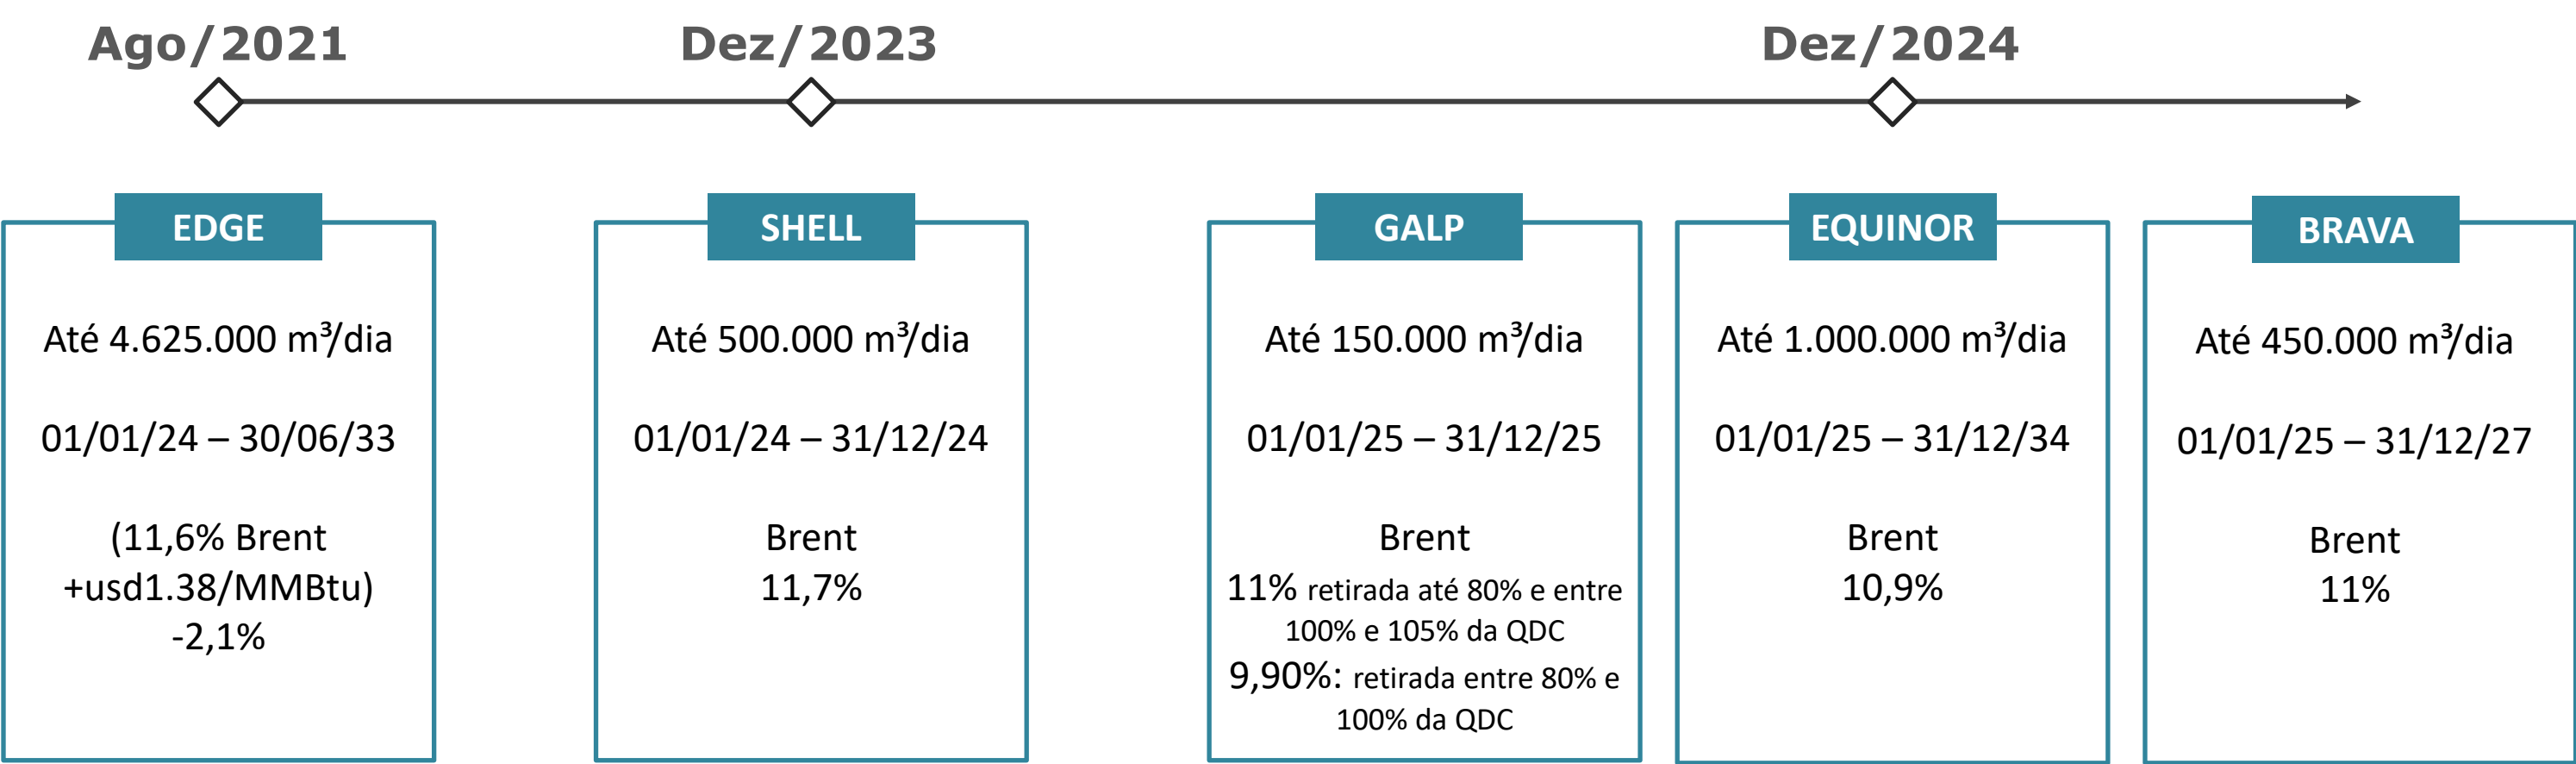 Ago/2021
Dez/2023
Dez/2024
EDGE
Até 4.625.000 m³/dia
01/01/24 – 30/06/33
(11,6% Brent
+usd1.38/MMBtu)
-2,1%
SHELL
Até 500.000 m³/dia
01/01/24 – 31/12/24
Brent
11,7%
GALP
Até 150.000 m³/dia
01/01/25 – 31/12/25
Brent
11% retirada até 80% e entre
100% e 105% da QDC
9,90%: retirada entre 80% e
100% da QDC
EQUINOR
Até 1.000.000 m³/dia
01/01/25 – 31/12/34
Brent
10,9%
BRAVA
Até 450.000 m³/dia
01/01/25 – 31/12/27
Brent
11%